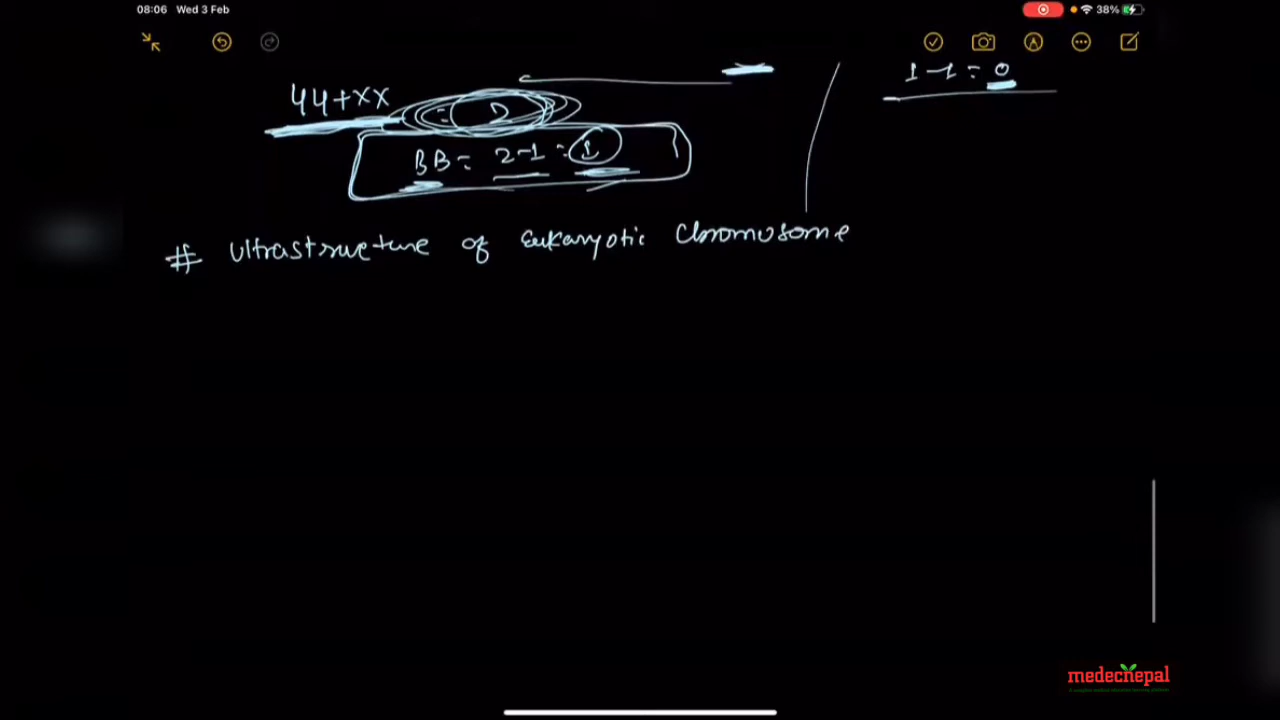 08:06 Wed 3 Feb
38%
1-1 = 0
44+xx = 2
BB = 2-1 = 1
# Ultrastructure of Eukaryotic Chromosome
medecnepal